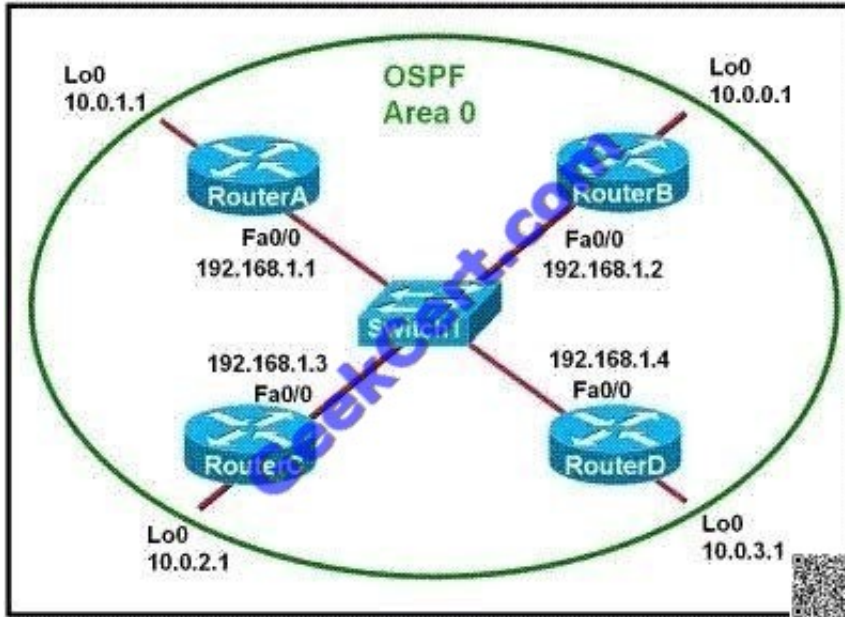 Lo0
10.0.1.1
OSPF
Area 0
Lo0
10.0.0.1
RouterA
RouterB
Fa0/0
192.168.1.1
Fa0/0
192.168.1.2
Switch1
192.168.1.3
Fa0/0
192.168.1.4
Fa0/0
RouterC
RouterD
Lo0
10.0.2.1
Lo0
10.0.3.1
GeekCert.com